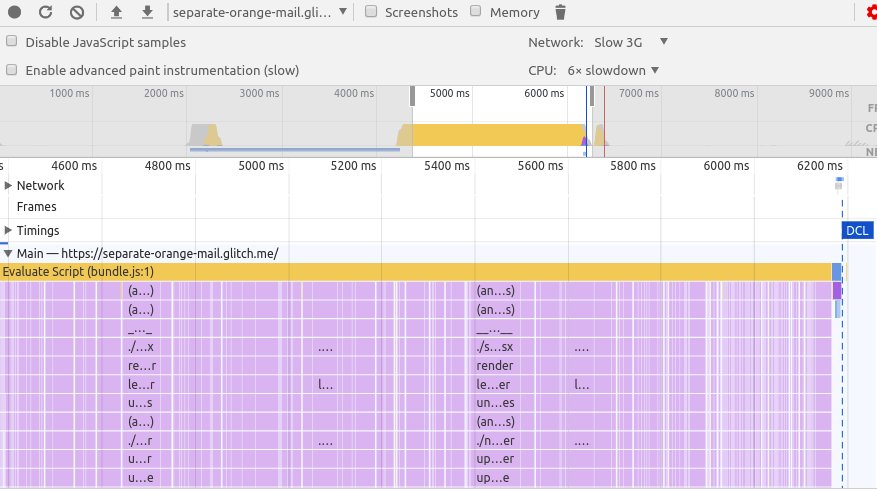 separate-orange-mail.gli… Screenshots Memory
Disable JavaScript samples Network: Slow 3G
Enable advanced paint instrumentation (slow) CPU: 6× slowdown
1000 ms 2000 ms 3000 ms 4000 ms 5000 ms 6000 ms 7000 ms 8000 ms 9000 ms
4600 ms 4800 ms 5000 ms 5200 ms 5400 ms 5600 ms 5800 ms 6000 ms 6200 ms
Network
Frames
Timings DCL
Main — https://separate-orange-mail.glitch.me/
Evaluate Script (bundle.js:1)
(a…) (an…s)
(a…) (an…s)
_…_ __…__
./…x …. ./s…sx ….
re…r render
le…r l… le…er l…
u…s un…es
(a…) (an…s)
./…r …. ./n…er ….
u…r up…er
u…e up…e